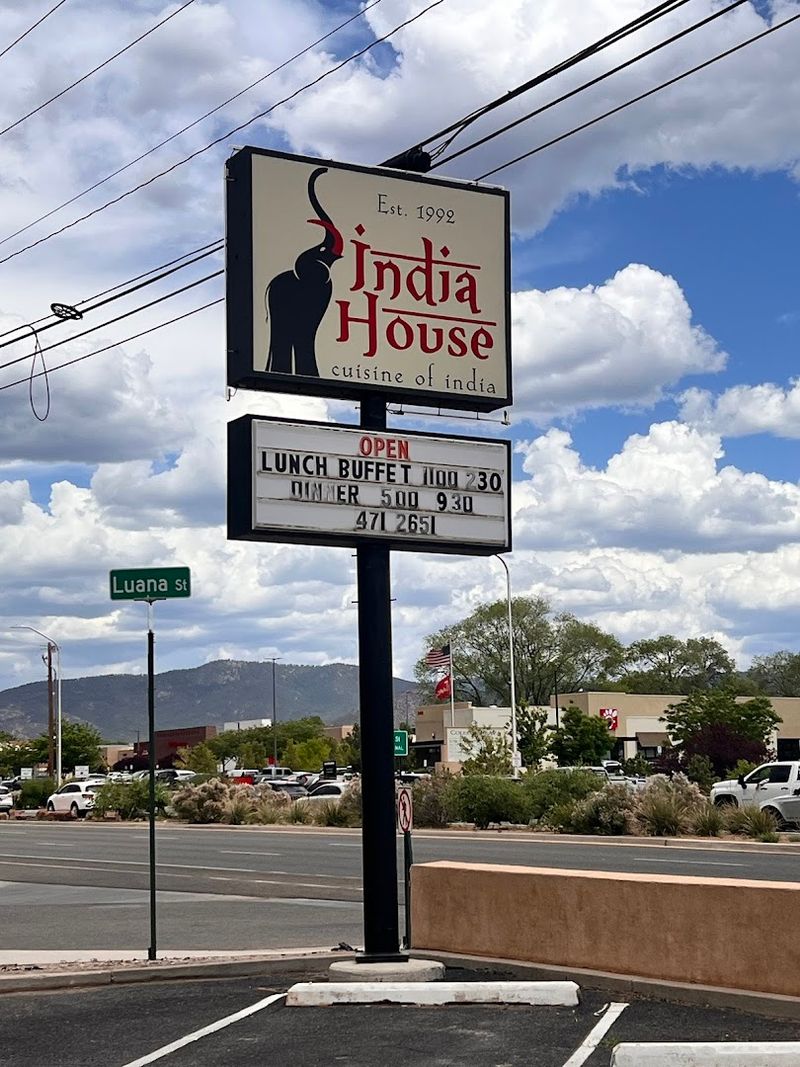 Est. 1992
india
House
cuisine of india
OPEN
LUNCH BUFFET 1100 230
DINNER 500 930
471 2651
Luana St